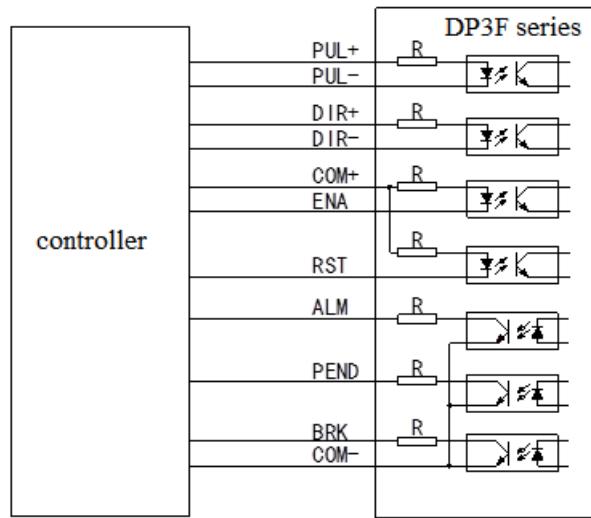 DP3F series
PUL+
R
PUL-
DIR+
R
DIR-
COM+
R
ENA
controller
R
RST
ALM
R
PEND
R
BRK
R
COM-